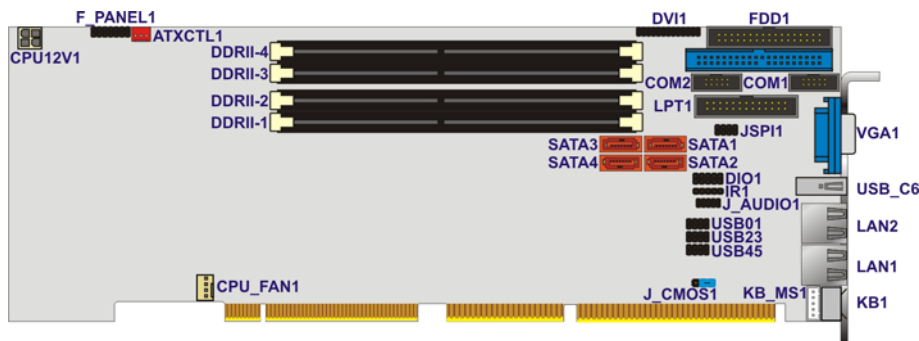 F_PANEL1
ATXCTL1
CPU12V1
DVI1
FDD1
DDRII-4
DDRII-3
DDRII-2
DDRII-1
COM2
COM1
LPT1
JSPI1
VGA1
SATA3
SATA1
SATA4
SATA2
DIO1
IR1
J_AUDIO1
USB_C6
USB01
USB23
USB45
LAN2
LAN1
CPU_FAN1
J_CMOS1
KB_MS1
KB1